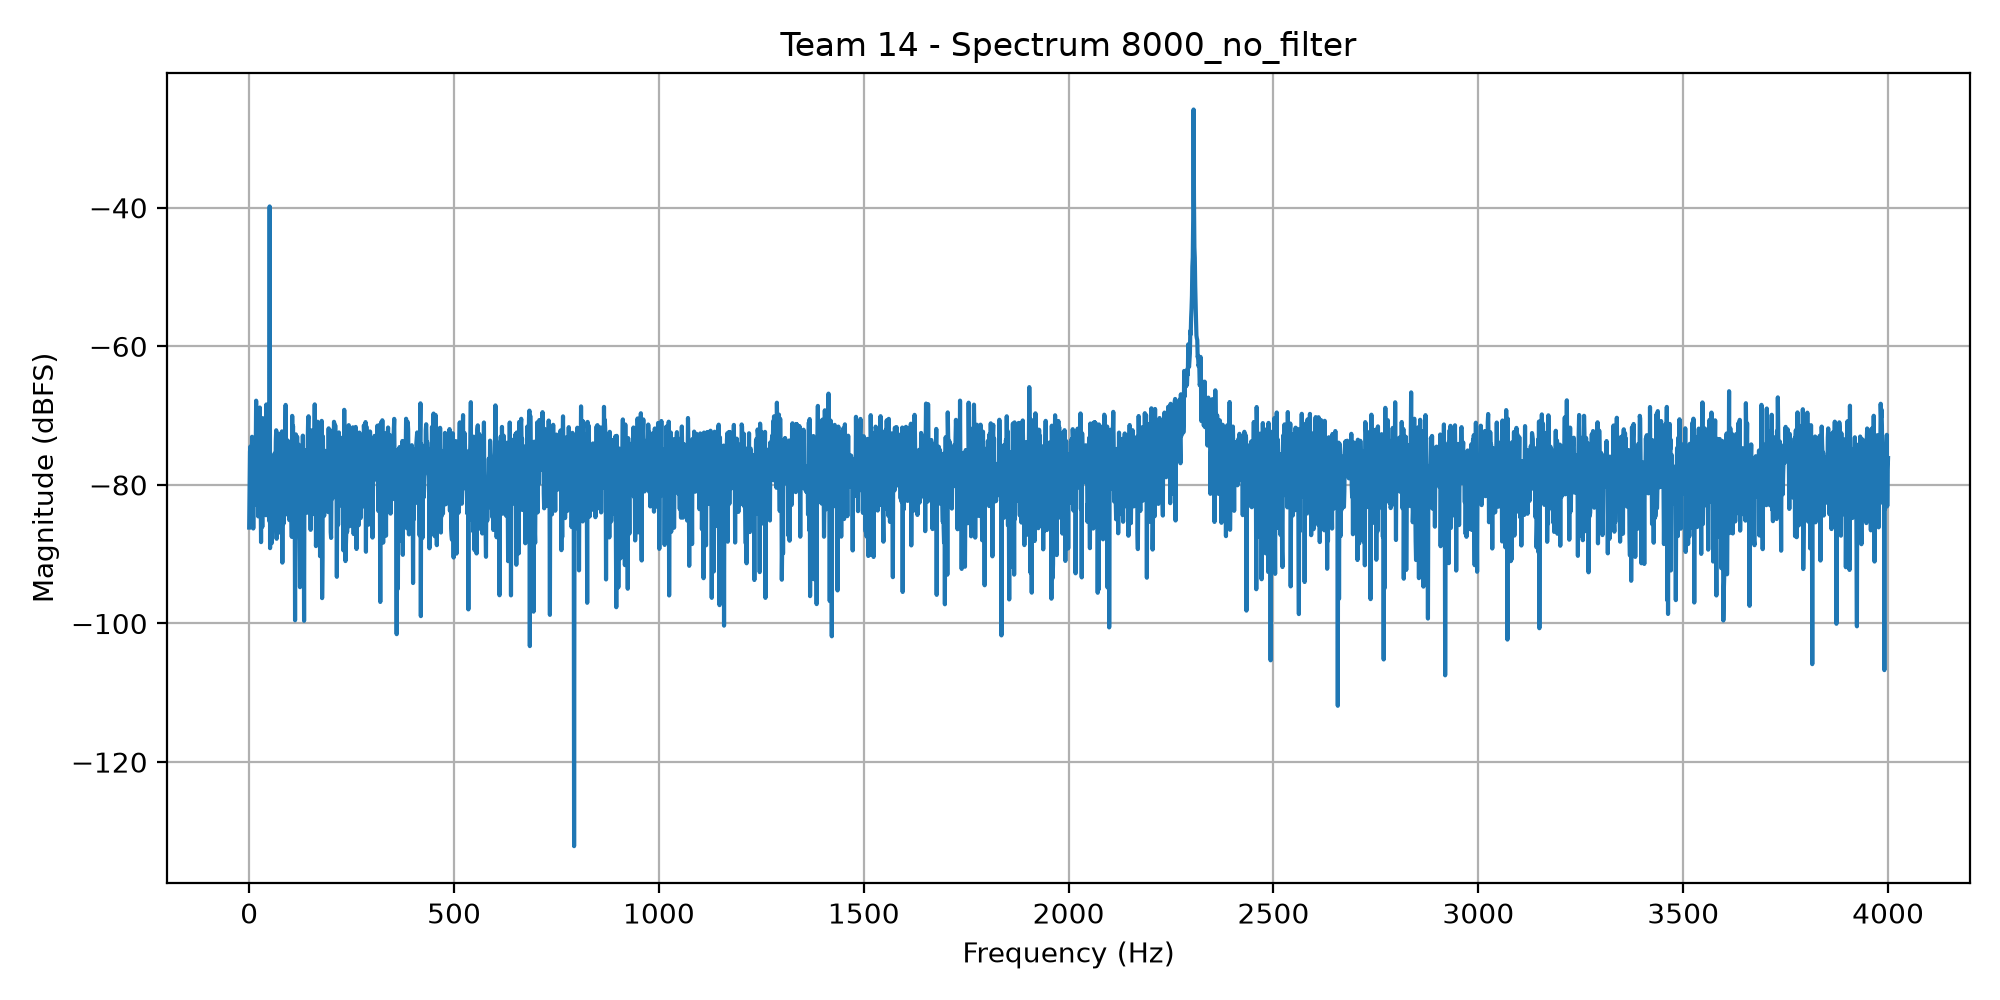 Team 14 - Spectrum 8000_no_filter
Magnitude (dBFS)
−40
−60
−80
−100
−120
0 500 1000 1500 2000 2500 3000 3500 4000
Frequency (Hz)